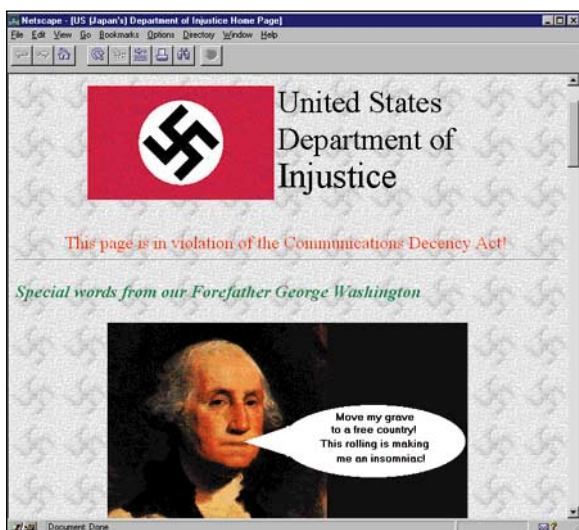 Netscape - [US (Japan's) Department of Injustice Home Page]
File Edit View Go Bookmarks Options Directory Window Help
United States
Department of
Injustice
This page is in violation of the Communications Decency Act!
Special words from our Forefather George Washington
Move my grave
to a free country!
This rolling is making
me an insomniac!
Document: Done